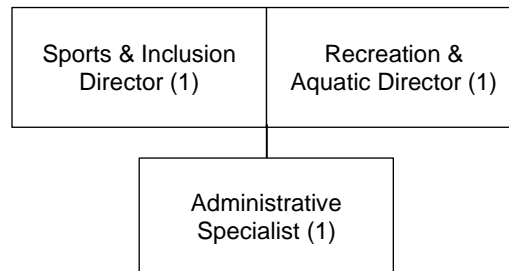 Sports & Inclusion
Director (1)
Recreation &
Aquatic Director (1)
Administrative
Specialist (1)